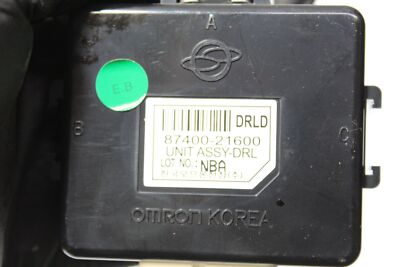 A
E.B
DRLD
87400-21600
B
UNIT ASSY-DRL
C
LOT NO.: NBA
omron KOREA